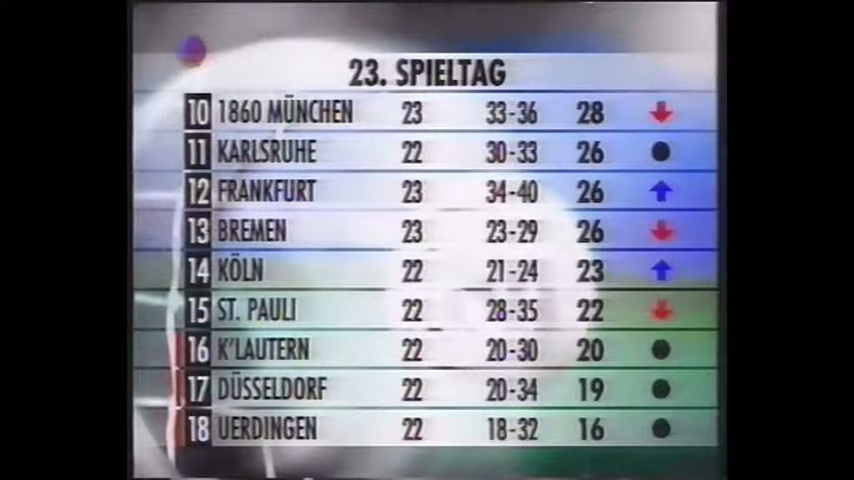 23. SPIELTAG
10 1860 MÜNCHEN 23 33-36 28
11 KARLSRUHE 22 30-33 26
12 FRANKFURT 23 34-40 26
13 BREMEN 23 23-29 26
14 KÖLN 22 21-24 23
15 ST. PAULI 22 28-35 22
16 K'LAUTERN 22 20-30 20
17 DÜSSELDORF 22 20-34 19
18 UERDINGEN 22 18-32 16